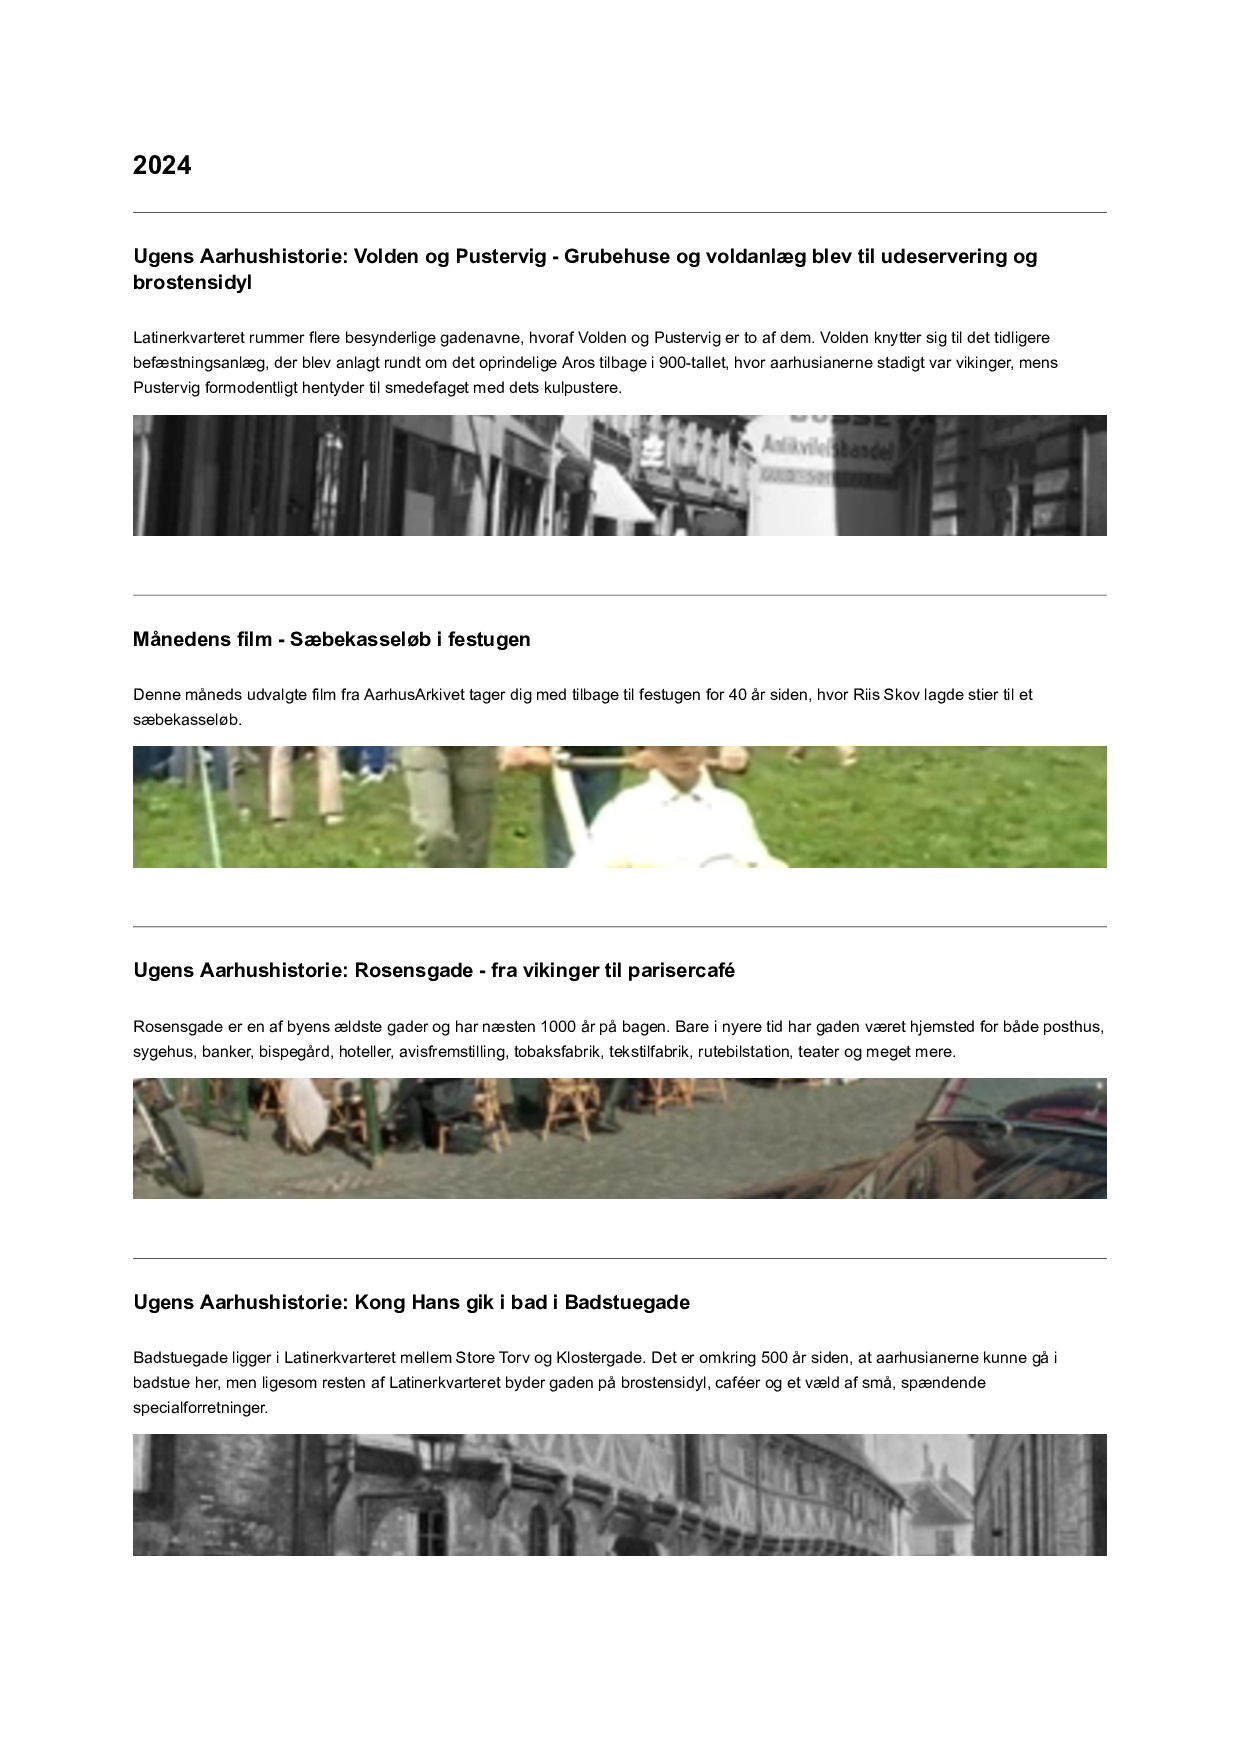 2024
Ugens Aarhushistorie: Volden og Pustervig - Grubehuse og voldanlæg blev til udeservering og
brostensidyl
Latinerkvarteret rummer flere besynderlige gadenavne, hvoraf Volden og Pustervig er to af dem. Volden knytter sig til det tidligere
befæstningsanlæg, der blev anlagt rundt om det oprindelige Aros tilbage i 900-tallet, hvor aarhusianerne stadigt var vikinger, mens
Pustervig formodentligt hentyder til smedefaget med dets kulpustere.
Antikvitetshandel
Månedens film - Sæbekasseløb i festugen
Denne måneds udvalgte film fra AarhusArkivet tager dig med tilbage til festugen for 40 år siden, hvor Riis Skov lagde stier til et
sæbekasseløb.
Ugens Aarhushistorie: Rosensgade - fra vikinger til parisercafé
Rosensgade er en af byens ældste gader og har næsten 1000 år på bagen. Bare i nyere tid har gaden været hjemsted for både posthus,
sygehus, banker, bispegård, hoteller, avisfremstilling, tobaksfabrik, tekstilfabrik, rutebilstation, teater og meget mere.
Ugens Aarhushistorie: Kong Hans gik i bad i Badstuegade
Badstuegade ligger i Latinerkvarteret mellem Store Torv og Klostergade. Det er omkring 500 år siden, at aarhusianerne kunne gå i
badstue her, men ligesom resten af Latinerkvarteret byder gaden på brostensidyl, caféer og et væld af små, spændende
specialforretninger.